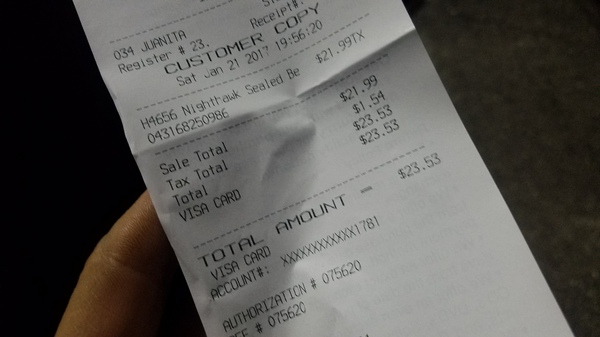 034 JUANITA
Register # 23. Receipt#.
CUSTOMER COPY
Sat Jan 21 2017 19:56:20
H4656 Nighthawk Sealed Be $21.99TX
043168250986
Sale Total $21.99
Tax Total $1.54
Total $23.53
VISA CARD $23.53
TOTAL AMOUNT - $23.53
VISA CARD
ACCOUNT#: XXXXXXXXXXXX1781
AUTHORIZATION # 075620
# 075620